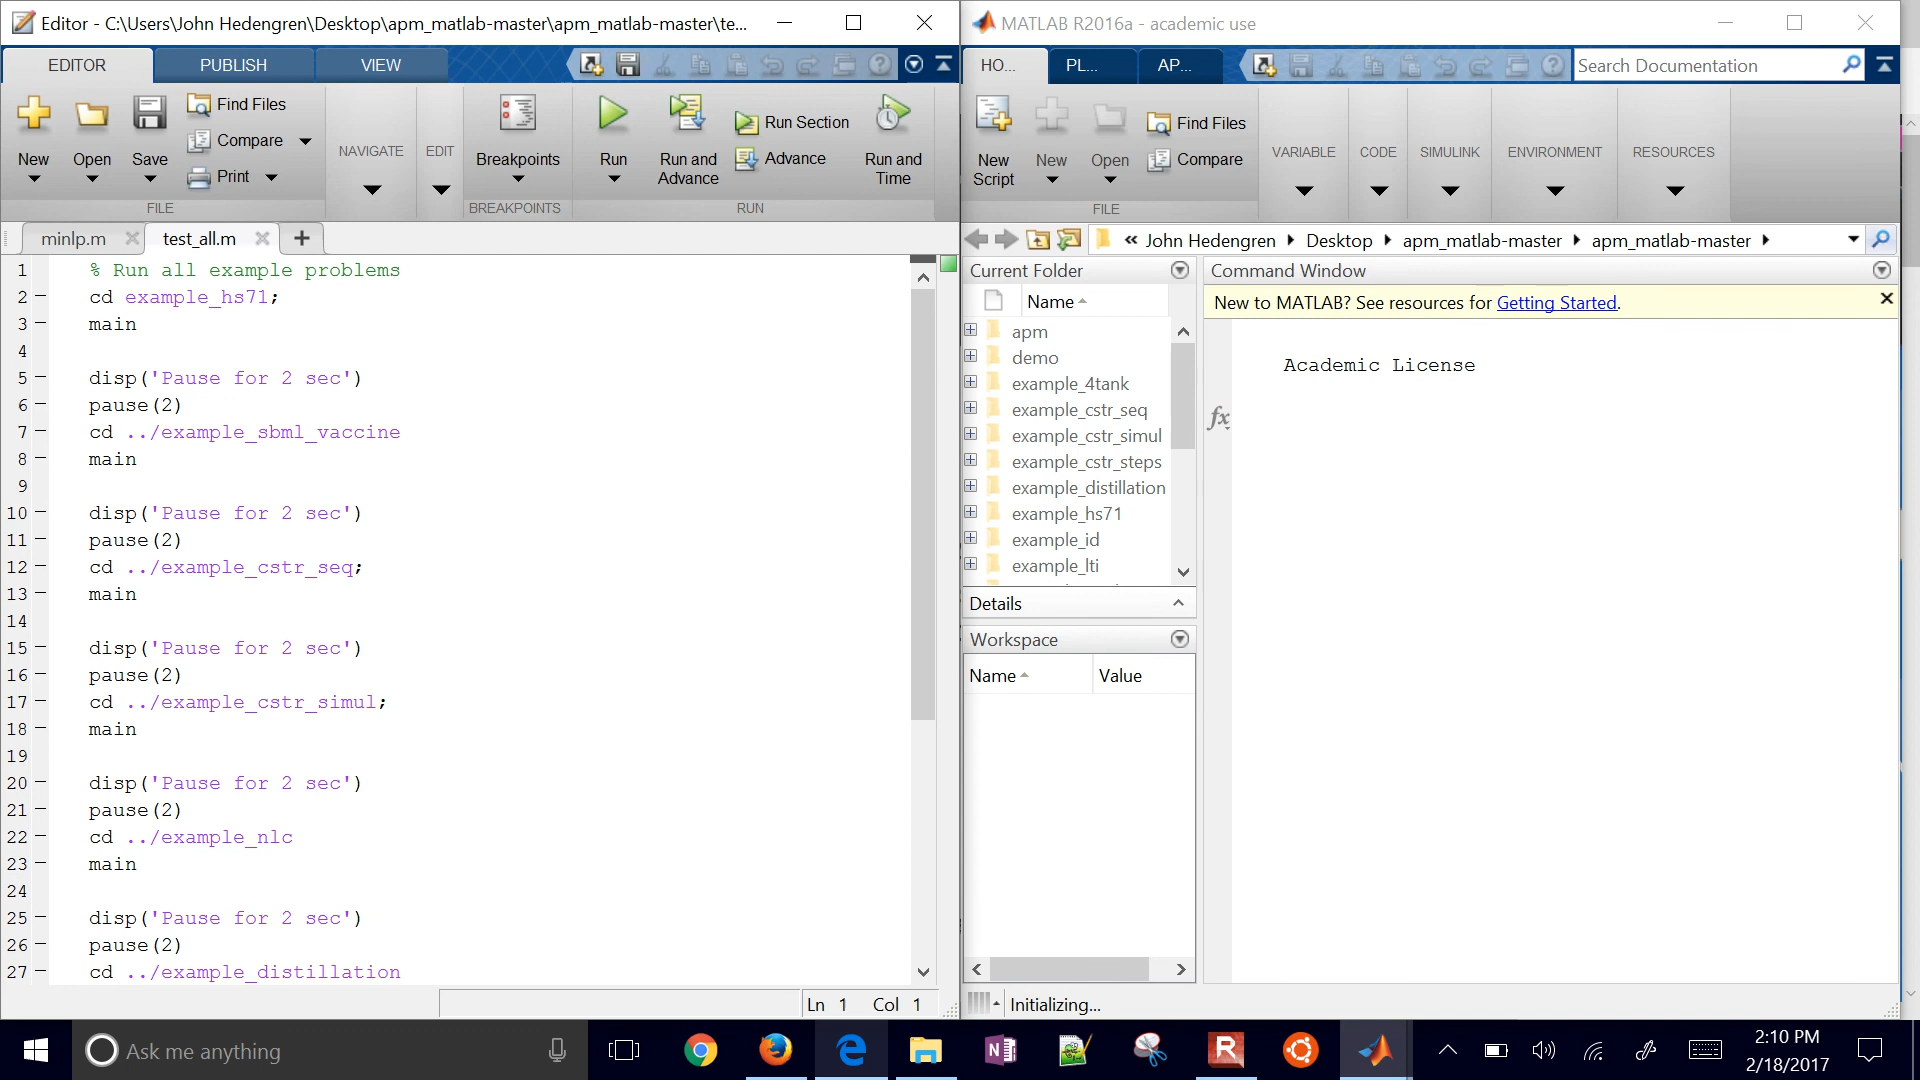 Editor - C:\Users\John Hedengren\Desktop\apm_matlab-master\apm_matlab-master\te...
EDITOR PUBLISH VIEW
New
Open
Save
Find Files
Compare
Print
FILE
NAVIGATE
EDIT
Breakpoints
BREAKPOINTS
Run
Run and Advance
Run Section
Advance
Run and Time
RUN
minlp.m test_all.m
1 % Run all example problems
2 cd example_hs71;
3 main
4
5 disp('Pause for 2 sec')
6 pause(2)
7 cd ../example_sbml_vaccine
8 main
9
10 disp('Pause for 2 sec')
11 pause(2)
12 cd ../example_cstr_seq;
13 main
14
15 disp('Pause for 2 sec')
16 pause(2)
17 cd ../example_cstr_simul;
18 main
19
20 disp('Pause for 2 sec')
21 pause(2)
22 cd ../example_nlc
23 main
24
25 disp('Pause for 2 sec')
26 pause(2)
27 cd ../example_distillation
Ln 1 Col 1
MATLAB R2016a - academic use
HO... PL... AP...
Search Documentation
New Script
New
Open
Find Files
Compare
FILE
VARIABLE
CODE
SIMULINK
ENVIRONMENT
RESOURCES
« John Hedengren Desktop apm_matlab-master apm_matlab-master
Current Folder
Name
apm
demo
example_4tank
example_cstr_seq
example_cstr_simul
example_cstr_steps
example_distillation
example_hs71
example_id
example_lti
Details
Workspace
Name Value
Initializing...
Command Window
New to MATLAB? See resources for Getting Started.
Academic License
fx
Ask me anything
2:10 PM
2/18/2017